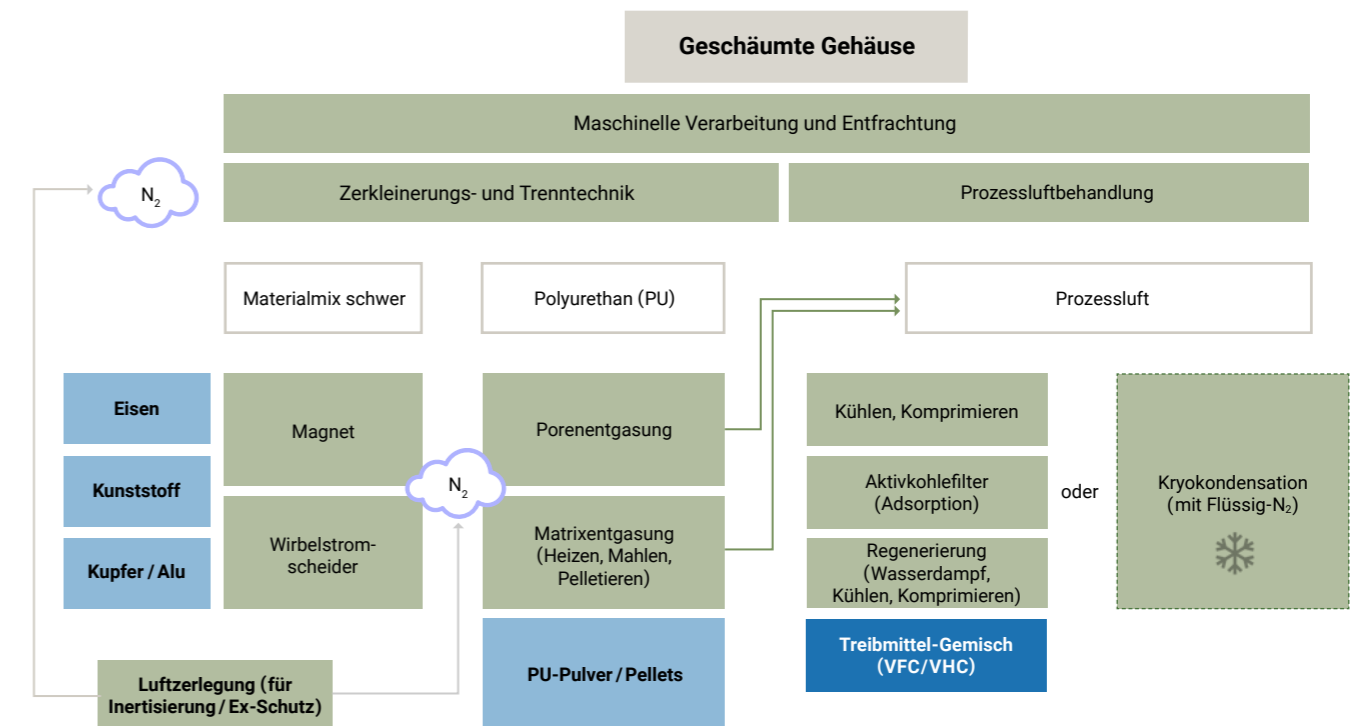 Geschäumte Gehäuse
Maschinelle Verarbeitung und Entfrachtung
N₂
Zerkleinerungs- und Trenntechnik
Prozessluftbehandlung
Materialmix schwer
Polyurethan (PU)
Prozessluft
Eisen
Kunststoff
Kupfer / Alu
Magnet
Wirbelstrom-
scheider
N₂
Porenentgasung
Matrixentgasung
(Heizen, Mahlen,
Pelletieren)
PU-Pulver / Pellets
Kühlen, Komprimieren
Aktivkohlefilter
(Adsorption)
Regenerierung
(Wasserdampf,
Kühlen, Komprimieren)
Treibmittel-Gemisch
(VFC/VHC)
oder
Kryokondensation
(mit Flüssig-N₂)
Luftzerlegung (für
Inertisierung / Ex-Schutz)